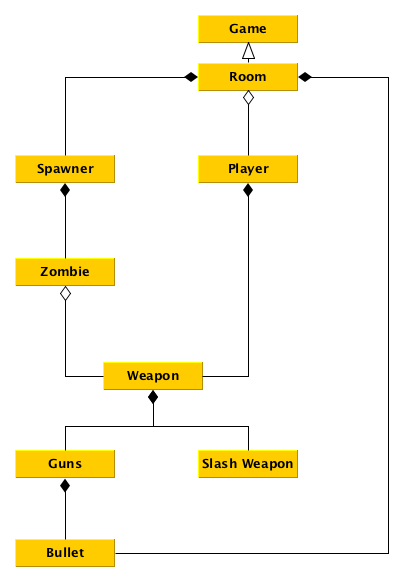 Game
Room
Spawner
Player
Zombie
Weapon
Guns
Slash Weapon
Bullet